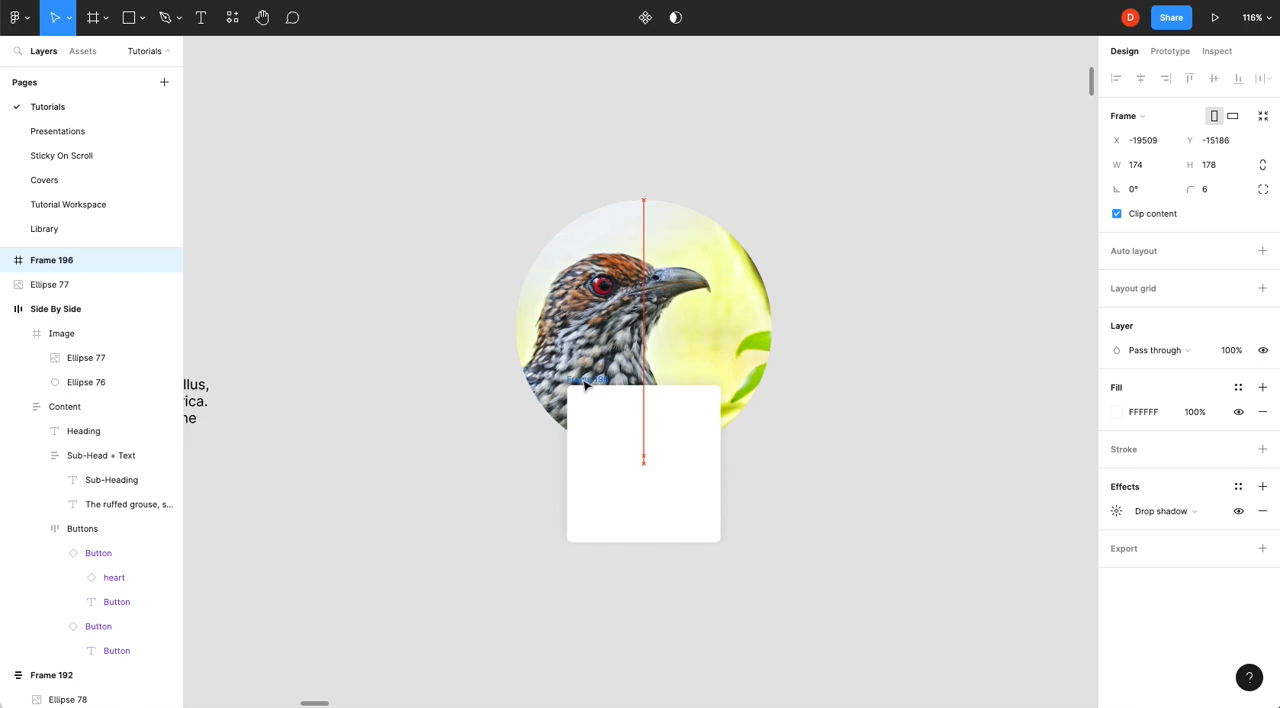 D
Share
116%
Layers
Assets
Tutorials
Pages
Tutorials
Presentations
Sticky On Scroll
Covers
Tutorial Workspace
Library
Frame 196
Ellipse 77
Side By Side
Image
Ellipse 77
Ellipse 76
Content
Heading
Sub-Head + Text
Sub-Heading
The ruffed grouse, s...
Buttons
Button
heart
Button
Button
Button
Frame 192
Ellipse 78
llus,
rica.
ne
Design
Prototype
Inspect
Frame
X -19509 Y -15186
W 174 H 178
0° 6
Clip content
Auto layout
Layout grid
Layer
Pass through 100%
Fill
FFFFFF 100%
Stroke
Effects
Drop shadow
Export
?